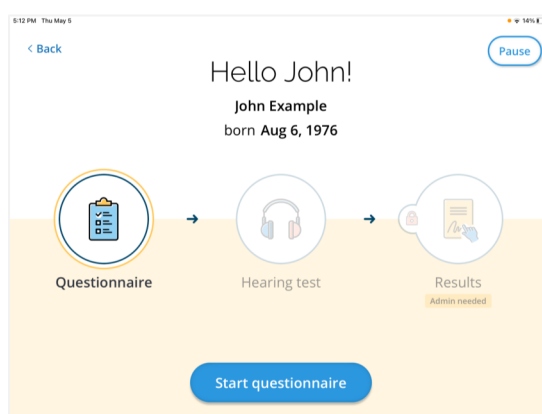 5:12 PM Thu May 6
14%
< Back
Pause
Hello John!
John Example
born Aug 6, 1976
Questionnaire
Hearing test
Results
Admin needed
Start questionnaire